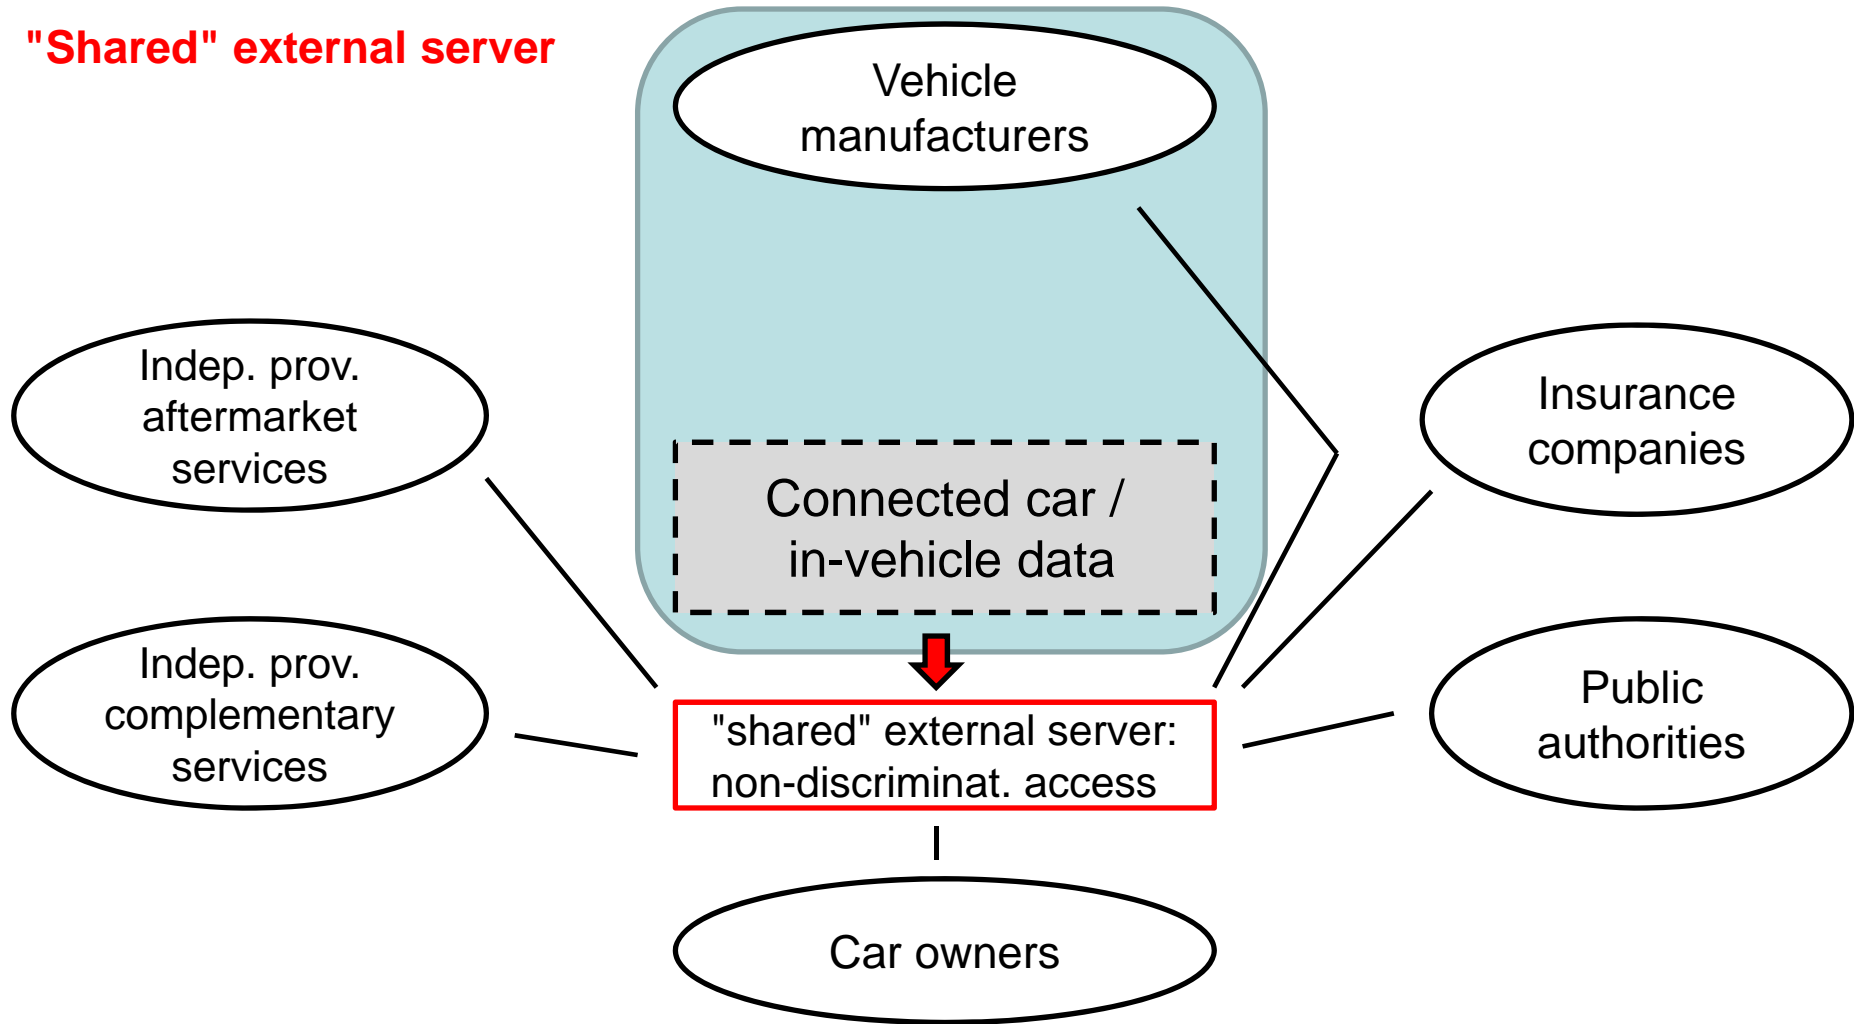 "Shared" external server
Vehicle
manufacturers
Indep. prov.
aftermarket
services
Insurance
companies
Connected car /
in-vehicle data
Indep. prov.
complementary
services
Public
authorities
"shared" external server:
non-discriminat. access
Car owners